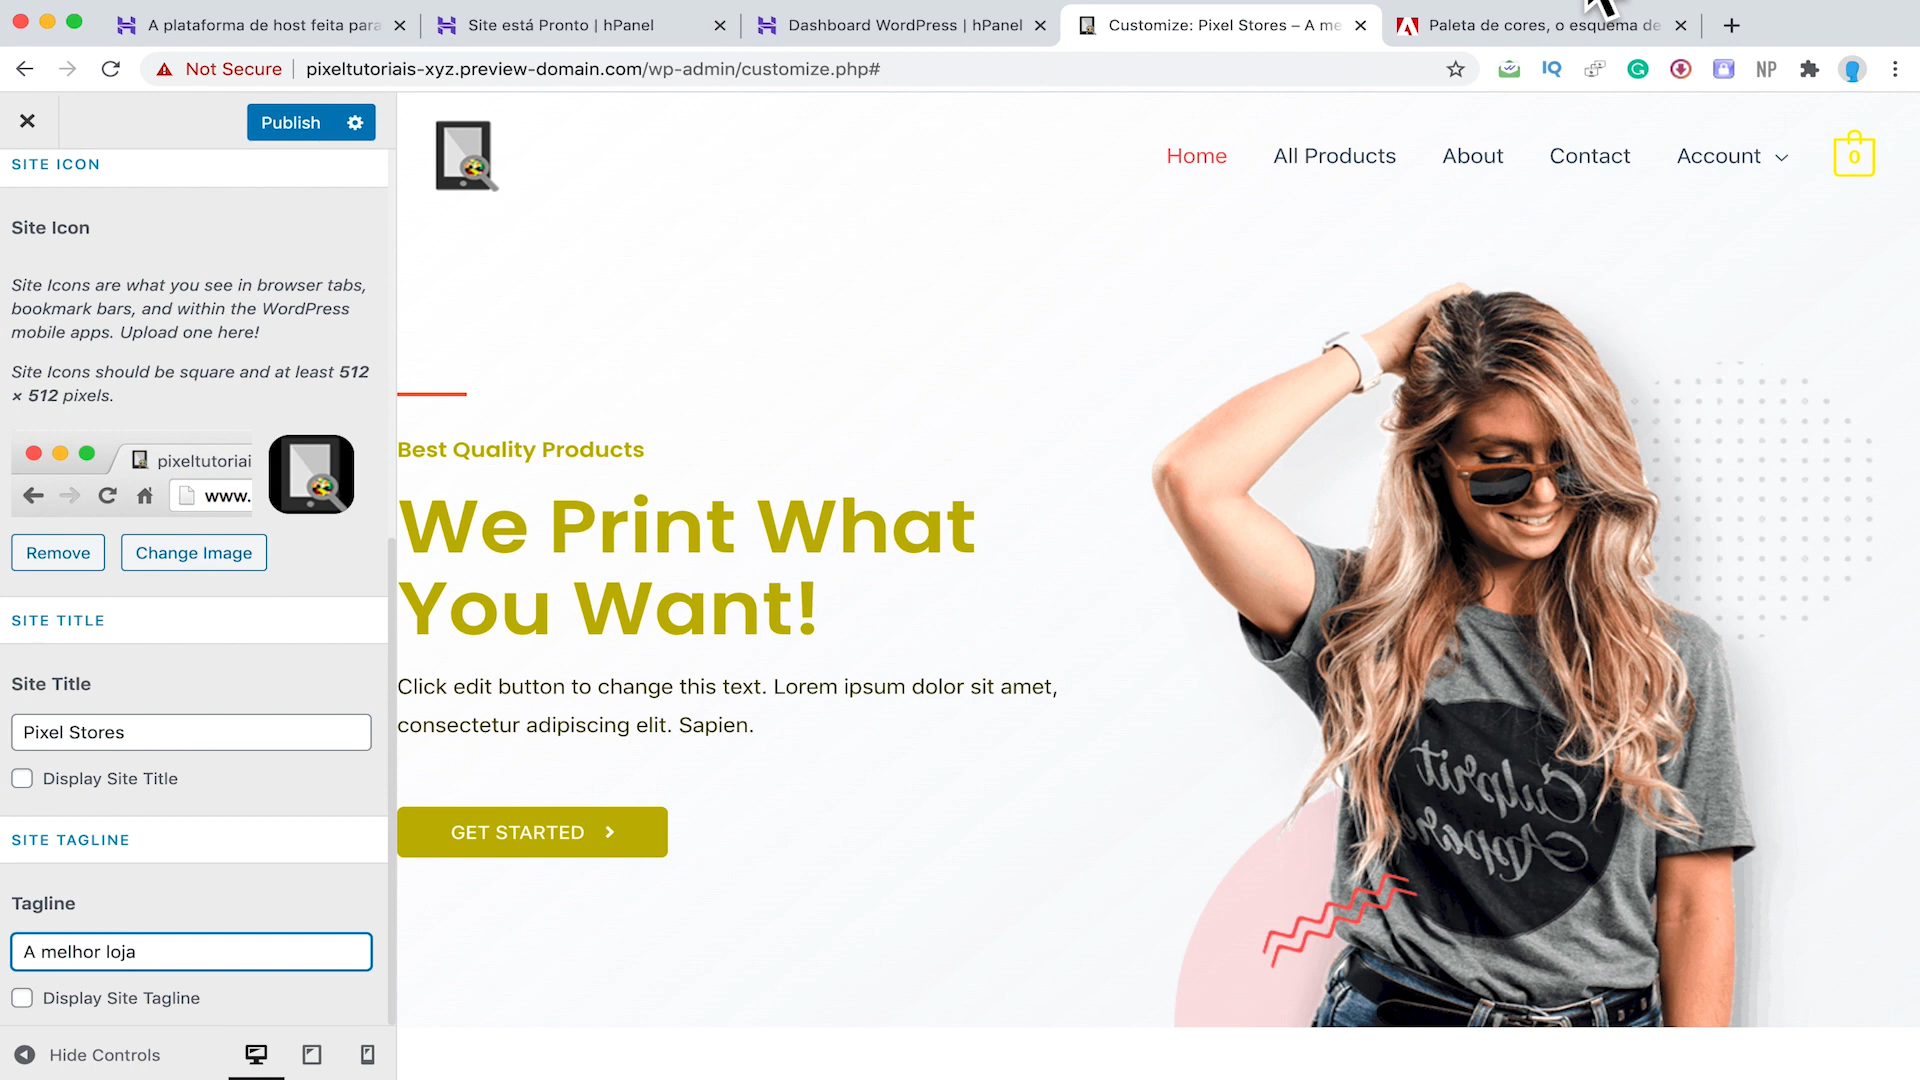 A plataforma de host feita para
Site está Pronto | hPanel
Dashboard WordPress | hPanel
Customize: Pixel Stores – A me
Paleta de cores, o esquema de
Not Secure
pixeltutoriais-xyz.preview-domain.com/wp-admin/customize.php#
IQ
G
NP
Publish
SITE ICON
Site Icon
Site Icons are what you see in browser tabs,
bookmark bars, and within the WordPress
mobile apps. Upload one here!
Site Icons should be square and at least 512
× 512 pixels.
pixeltutoriai
www.
Remove
Change Image
SITE TITLE
Site Title
Pixel Stores
Display Site Title
SITE TAGLINE
Tagline
A melhor loja
Display Site Tagline
Hide Controls
Home
All Products
About
Contact
Account
0
Best Quality Products
We Print What
You Want!
Click edit button to change this text. Lorem ipsum dolor sit amet,
consectetur adipiscing elit. Sapien.
GET STARTED
Culprit